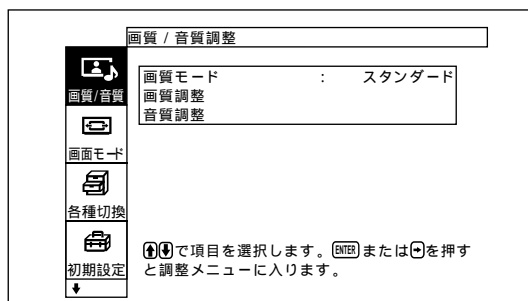 画質 / 音質調整
画質/音質
画面モード
各種切換
初期設定
画質モード : スタンダード
画質調整
音質調整
で項目を選択します。ENTERまたはを押す
と調整メニューに入ります。